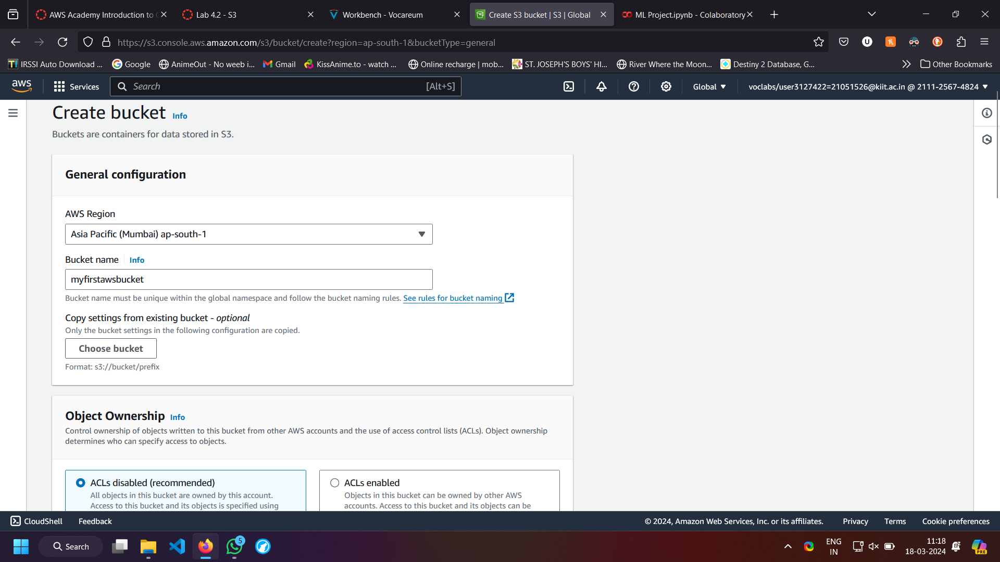 AWS Academy Introduction to C
Lab 4.2 - S3
Workbench - Vocareum
Create S3 bucket | S3 | Global
ML Project.ipynb - Colaboratory
https://s3.console.aws.amazon.com/s3/bucket/create?region=ap-south-1&bucketType=general
IRSSI Auto Download ...
Google
AnimeOut - No weeb i...
Gmail
KissAnime.to - watch ...
Online recharge | mob...
ST. JOSEPH'S BOYS' HI...
River Where the Moon...
Destiny 2 Database, G...
Other Bookmarks
aws
Services
Search
[Alt+S]
Global
voclabs/user3127422=21051526@kiit.ac.in @ 2111-2567-4824
Create bucket Info
Buckets are containers for data stored in S3.
General configuration
AWS Region
Asia Pacific (Mumbai) ap-south-1
Bucket name Info
myfirstawsbucket
Bucket name must be unique within the global namespace and follow the bucket naming rules. See rules for bucket naming
Copy settings from existing bucket - optional
Only the bucket settings in the following configuration are copied.
Choose bucket
Format: s3://bucket/prefix
Object Ownership Info
Control ownership of objects written to this bucket from other AWS accounts and the use of access control lists (ACLs). Object ownership
determines who can specify access to objects.
ACLs disabled (recommended)
All objects in this bucket are owned by this account.
Access to this bucket and its objects is specified using
ACLs enabled
Objects in this bucket can be owned by other AWS
accounts. Access to this bucket and its objects can be
CloudShell
Feedback
© 2024, Amazon Web Services, Inc. or its affiliates.
Privacy
Terms
Cookie preferences
Search
5
ENG
IN
11:18
18-03-2024
PRE